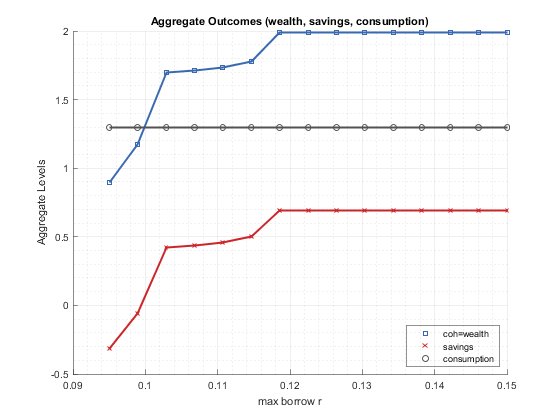 Aggregate Outcomes (wealth, savings, consumption)
2
1.5
1
0.5
0
-0.5
Aggregate Levels
0.09
0.1
0.11
0.12
0.13
0.14
0.15
max borrow r
coh=wealth
savings
consumption